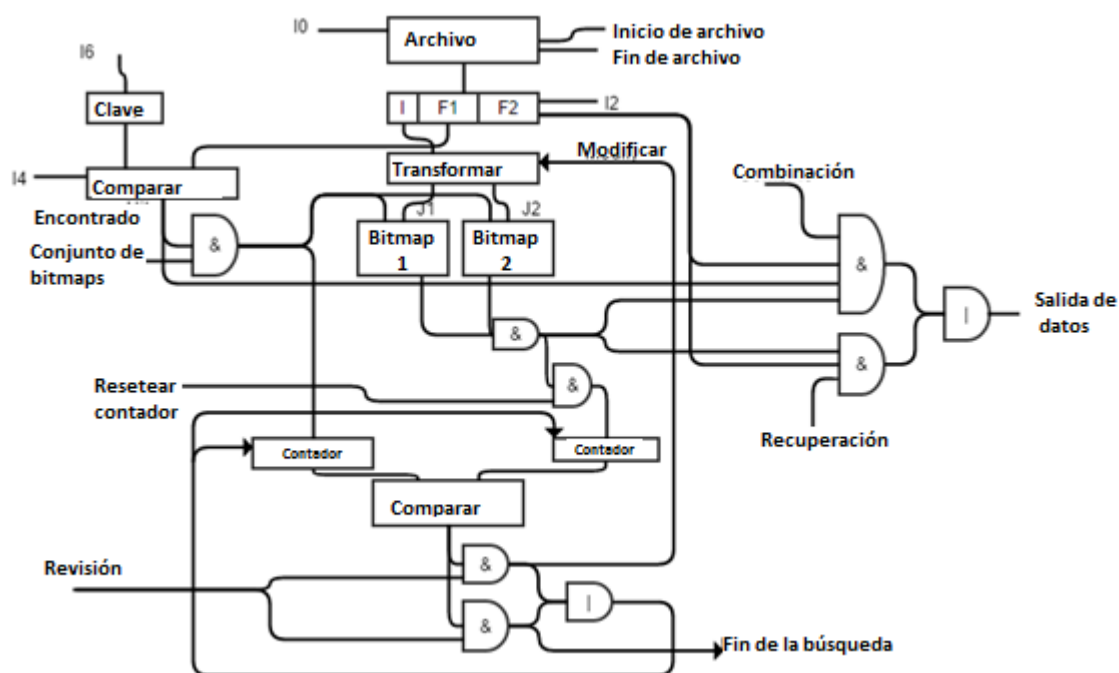 I0
Archivo
Inicio de archivo
Fin de archivo
I6
Clave
I
F1
F2
I2
Modificar
Transformar
I4
Comparar
Combinación
Encontrado
Conjunto de
bitmaps
&
J1
J2
Bitmap
1
Bitmap
2
&
&
|
Salida de
datos
&
&
Resetear
contador
&
Recuperación
Contador
Contador
Comparar
Revisión
&
|
&
Fin de la búsqueda